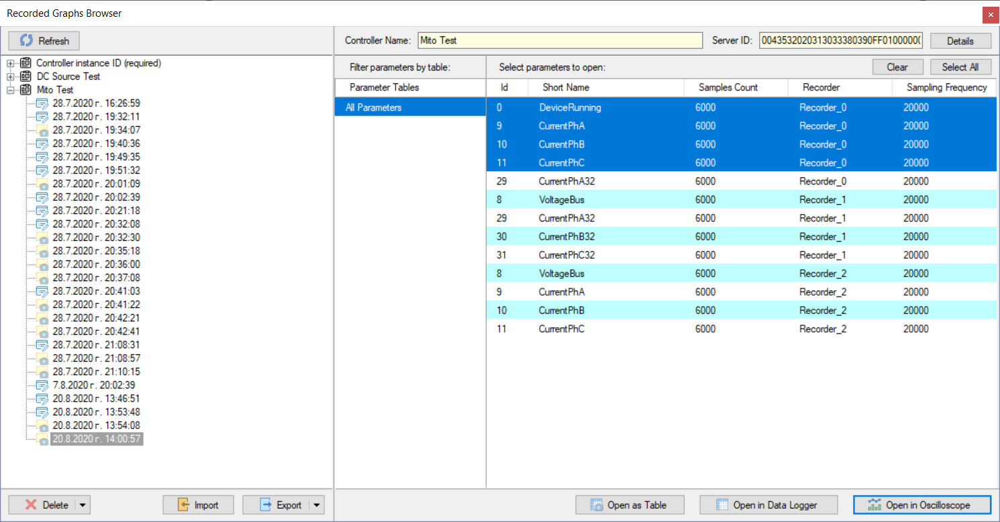 Recorded Graphs Browser
Refresh
Controller instance ID (required)
DC Source Test
Mito Test
28.7.2020 г. 16:26:59
28.7.2020 г. 19:32:11
28.7.2020 г. 19:34:07
28.7.2020 г. 19:40:36
28.7.2020 г. 19:49:35
28.7.2020 г. 19:51:32
28.7.2020 г. 20:01:09
28.7.2020 г. 20:02:39
28.7.2020 г. 20:21:18
28.7.2020 г. 20:32:08
28.7.2020 г. 20:32:30
28.7.2020 г. 20:35:18
28.7.2020 г. 20:36:00
28.7.2020 г. 20:37:08
28.7.2020 г. 20:41:03
28.7.2020 г. 20:41:22
28.7.2020 г. 20:42:21
28.7.2020 г. 20:42:41
28.7.2020 г. 21:08:31
28.7.2020 г. 21:08:57
28.7.2020 г. 21:10:15
7.8.2020 г. 20:02:39
20.8.2020 г. 13:46:51
20.8.2020 г. 13:53:48
20.8.2020 г. 13:54:08
20.8.2020 г. 14:00:57
Delete Import Export
Controller Name: Mito Test Server ID: 0043532020313033380390FF01000000 Details
Filter parameters by table:
Parameter Tables
All Parameters
Select parameters to open: Clear Select All
Id Short Name Samples Count Recorder Sampling Frequency
0 DeviceRunning 6000 Recorder_0 20000
9 CurrentPhA 6000 Recorder_0 20000
10 CurrentPhB 6000 Recorder_0 20000
11 CurrentPhC 6000 Recorder_0 20000
29 CurrentPhA32 6000 Recorder_0 20000
8 VoltageBus 6000 Recorder_1 20000
29 CurrentPhA32 6000 Recorder_1 20000
30 CurrentPhB32 6000 Recorder_1 20000
31 CurrentPhC32 6000 Recorder_1 20000
8 VoltageBus 6000 Recorder_2 20000
9 CurrentPhA 6000 Recorder_2 20000
10 CurrentPhB 6000 Recorder_2 20000
11 CurrentPhC 6000 Recorder_2 20000
Open as Table Open in Data Logger Open in Oscilloscope